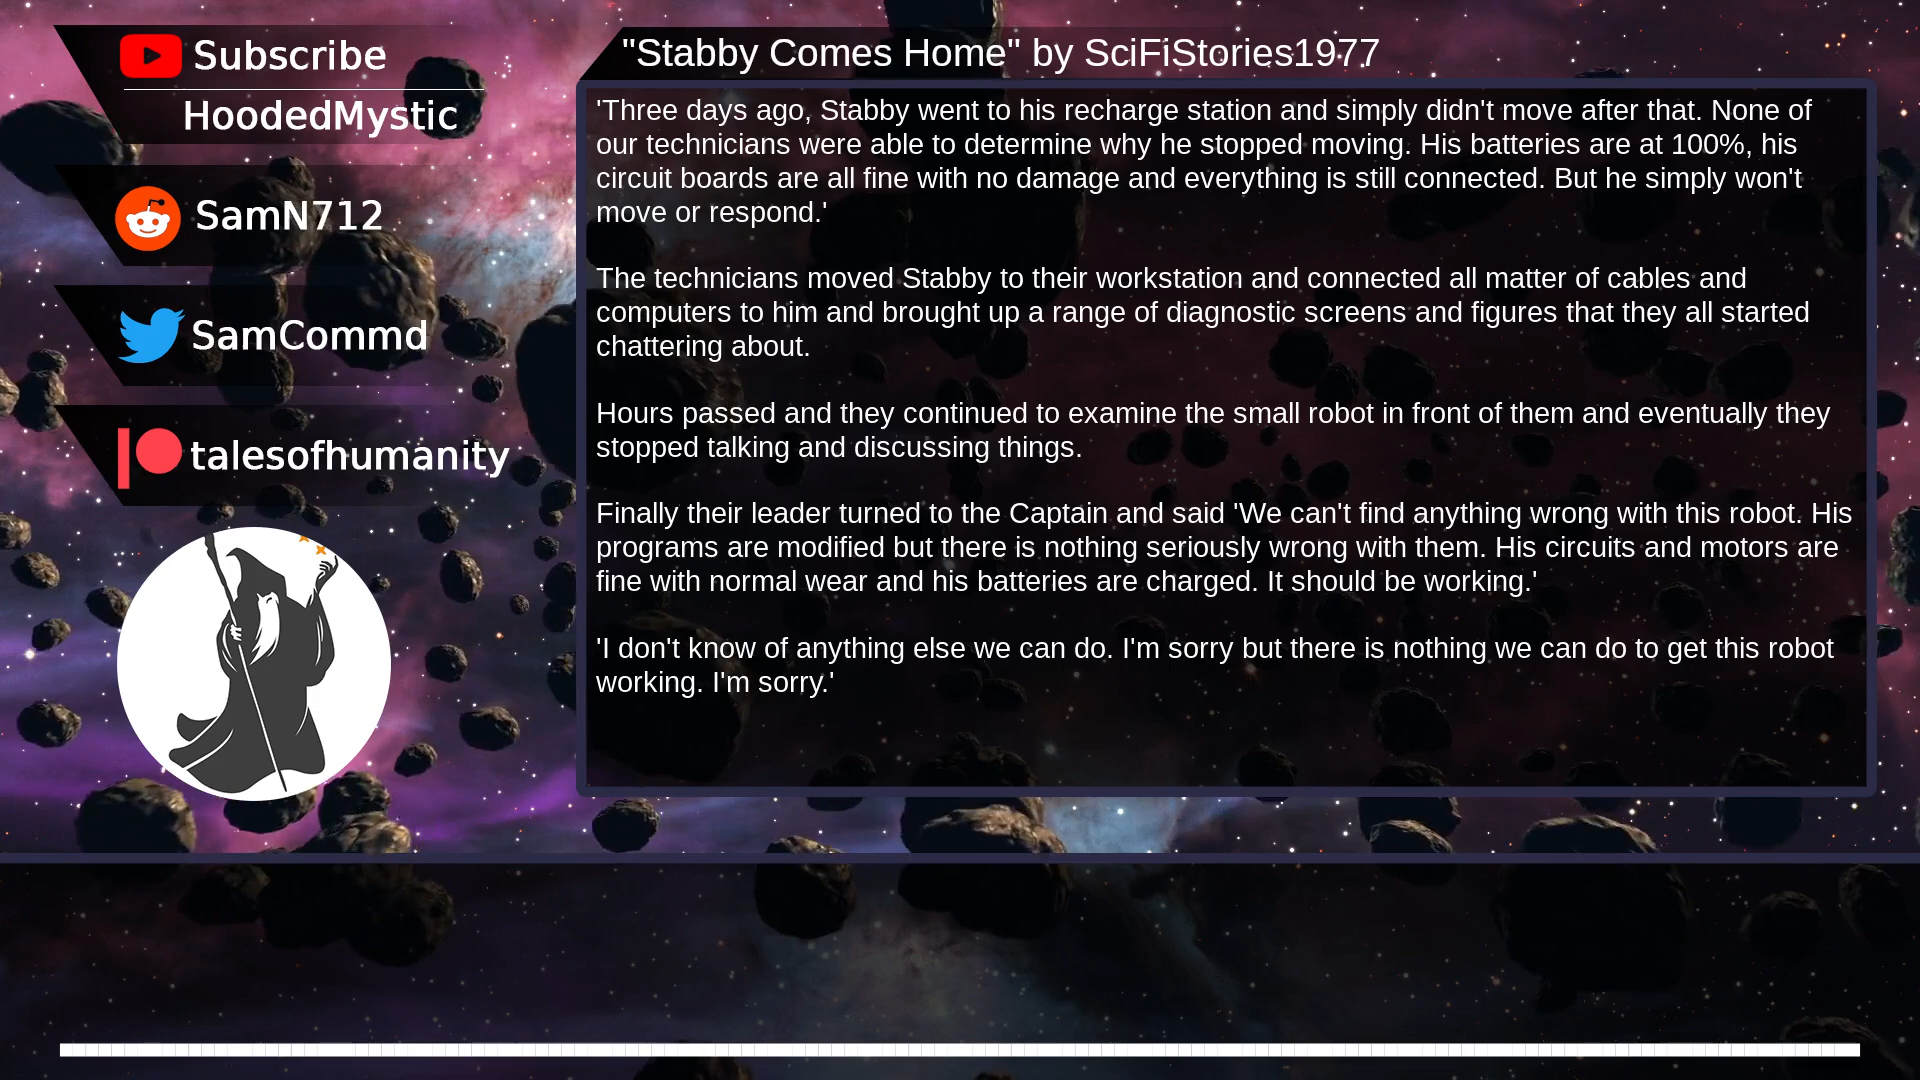 Subscribe
HoodedMystic
SamN712
SamCommd
talesofhumanity
"Stabby Comes Home" by SciFiStories1977
'Three days ago, Stabby went to his recharge station and simply didn't move after that. None of
our technicians were able to determine why he stopped moving. His batteries are at 100%, his
circuit boards are all fine with no damage and everything is still connected. But he simply won't
move or respond.'
The technicians moved Stabby to their workstation and connected all matter of cables and
computers to him and brought up a range of diagnostic screens and figures that they all started
chattering about.
Hours passed and they continued to examine the small robot in front of them and eventually they
stopped talking and discussing things.
Finally their leader turned to the Captain and said 'We can't find anything wrong with this robot. His
programs are modified but there is nothing seriously wrong with them. His circuits and motors are
fine with normal wear and his batteries are charged. It should be working.'
'I don't know of anything else we can do. I'm sorry but there is nothing we can do to get this robot
working. I'm sorry.'